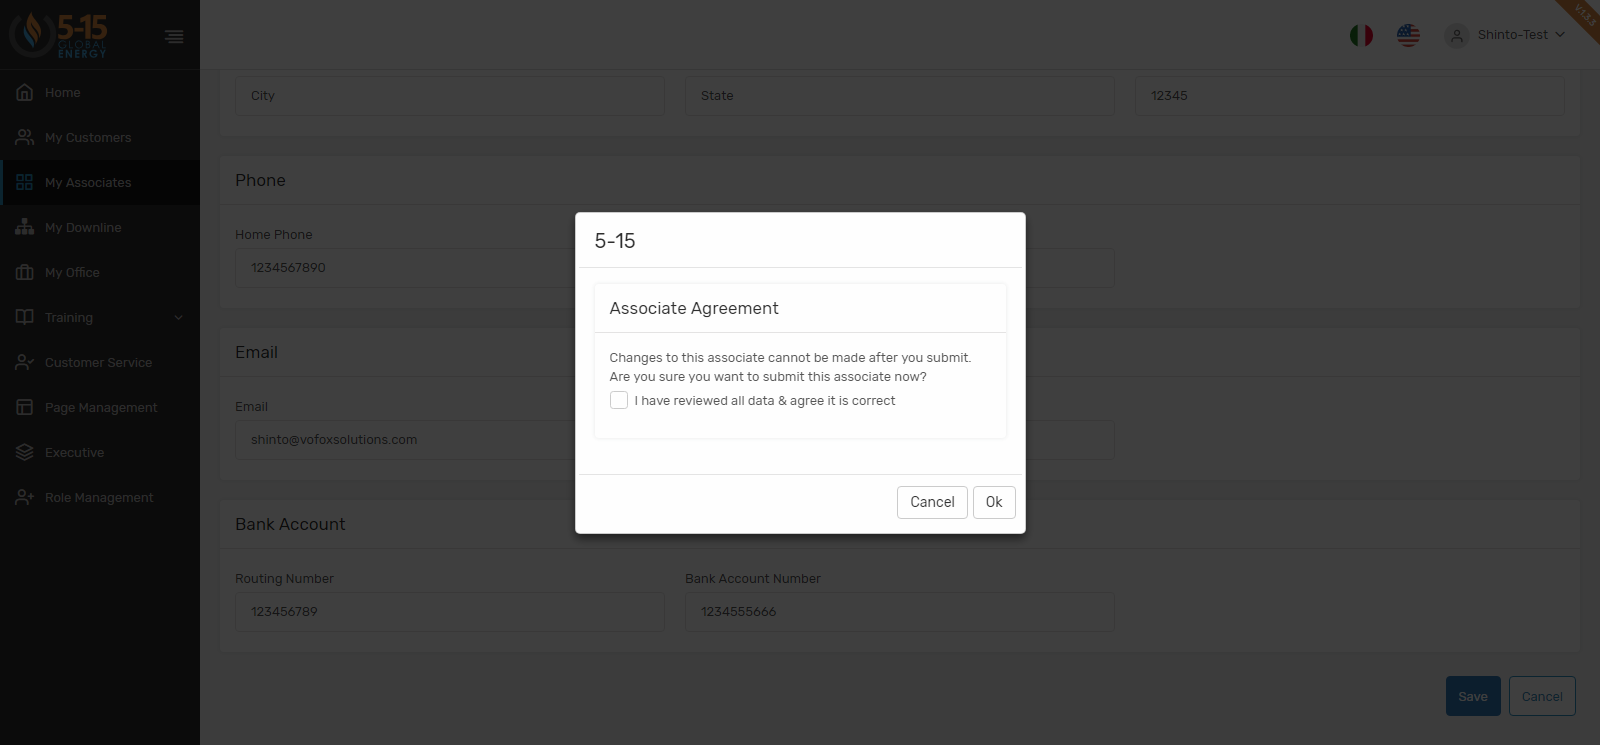 5-15
GLOBAL
ENERGY
Shinto-Test
V.1.3.3
Home
My Customers
My Associates
My Downline
My Office
Training
Customer Service
Page Management
Executive
Role Management
City
State
12345
Phone
Home Phone
1234567890
Email
Email
shinto@vofoxsolutions.com
Bank Account
Routing Number
Bank Account Number
123456789
1234555666
Save
Cancel
5-15
Associate Agreement
Changes to this associate cannot be made after you submit.
Are you sure you want to submit this associate now?
I have reviewed all data & agree it is correct
Cancel
Ok